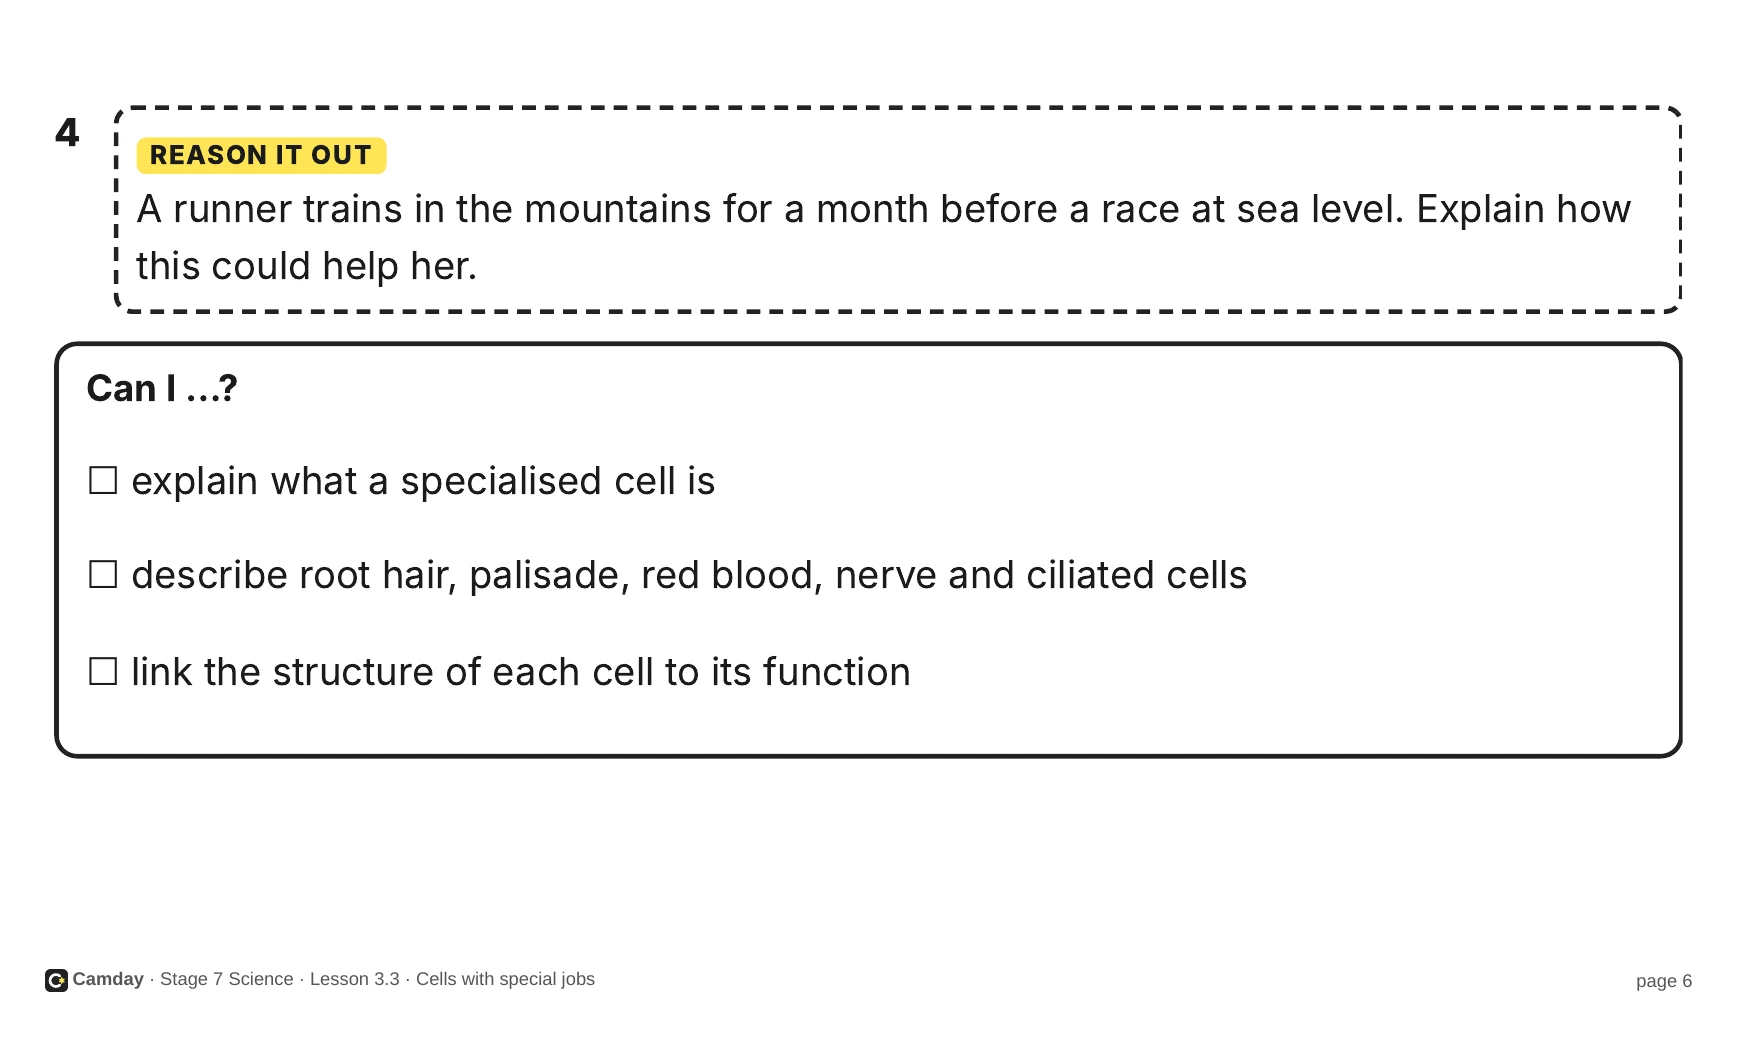 4
REASON IT OUT
A runner trains in the mountains for a month before a race at sea level. Explain how
this could help her.
Can I …?
☐ explain what a specialised cell is
☐ describe root hair, palisade, red blood, nerve and ciliated cells
☐ link the structure of each cell to its function
Camday · Stage 7 Science · Lesson 3.3 · Cells with special jobs
page 6